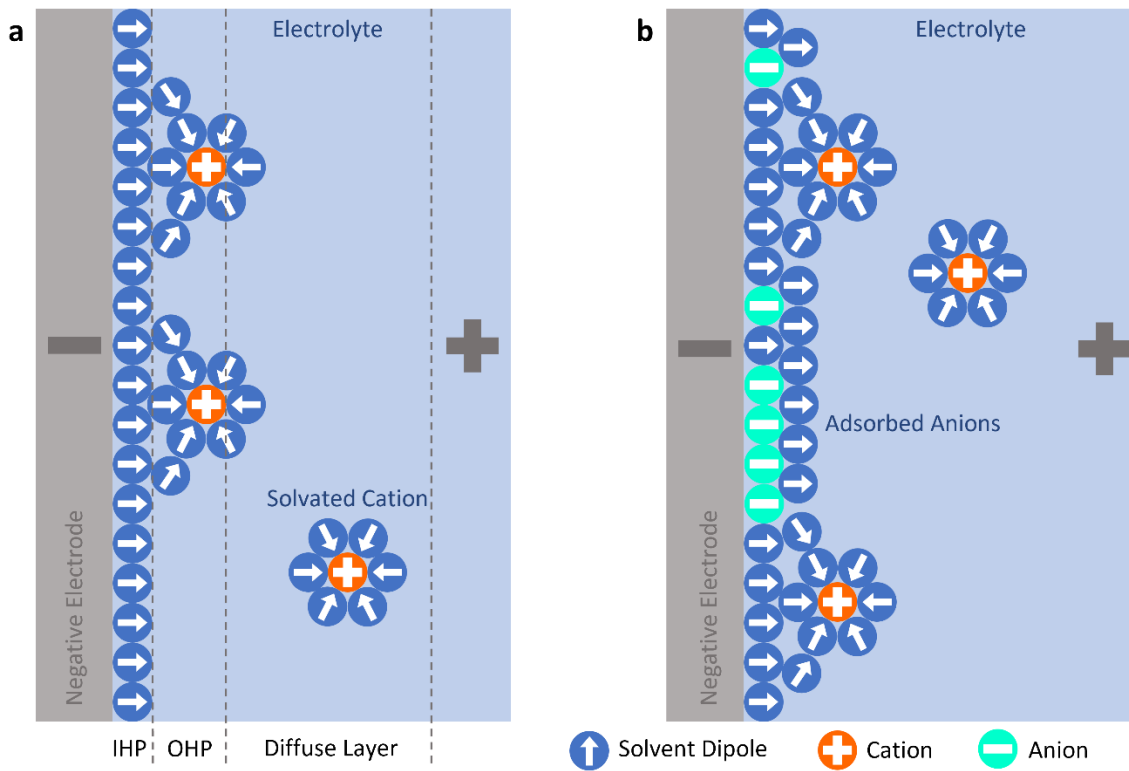 a
Electrolyte
Solvated Cation
Negative Electrode
IHP
OHP
Diffuse Layer
b
Electrolyte
Adsorbed Anions
Negative Electrode
Solvent Dipole
Cation
Anion